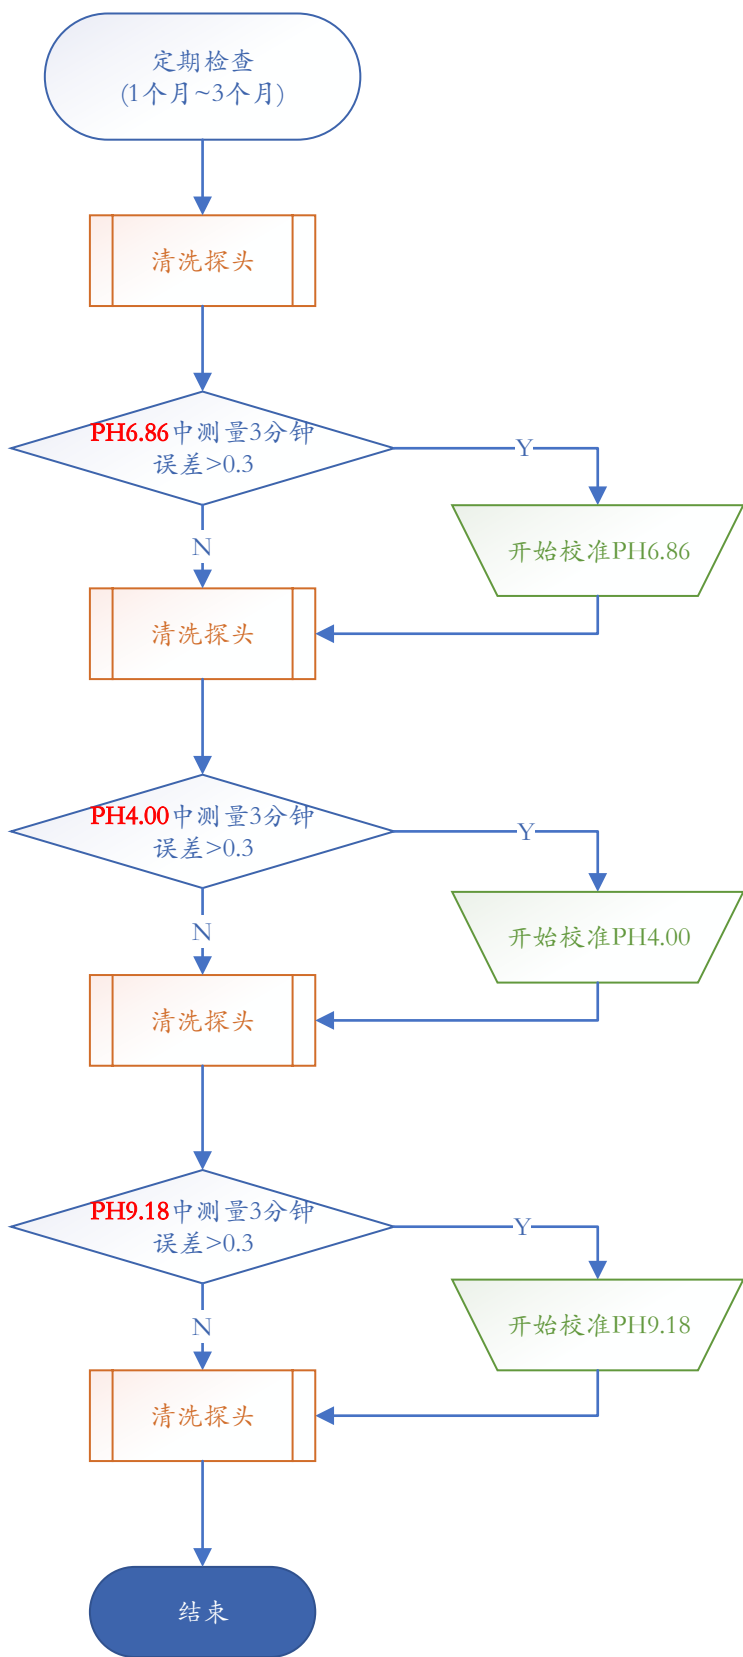 定期检查
(1个月~3个月)
清洗探头
PH6.86中测量3分钟
误差>0.3
Y
开始校准PH6.86
N
清洗探头
PH4.00中测量3分钟
误差>0.3
Y
开始校准PH4.00
N
清洗探头
PH9.18中测量3分钟
误差>0.3
Y
开始校准PH9.18
N
清洗探头
结束